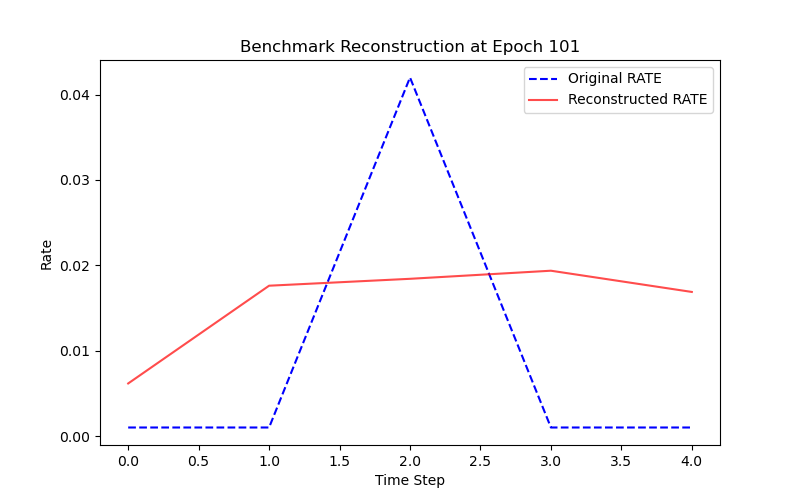 Benchmark Reconstruction at Epoch 101
Original RATE
Reconstructed RATE
0.04
0.03
0.02
0.01
0.00
Rate
0.0 0.5 1.0 1.5 2.0 2.5 3.0 3.5 4.0
Time Step